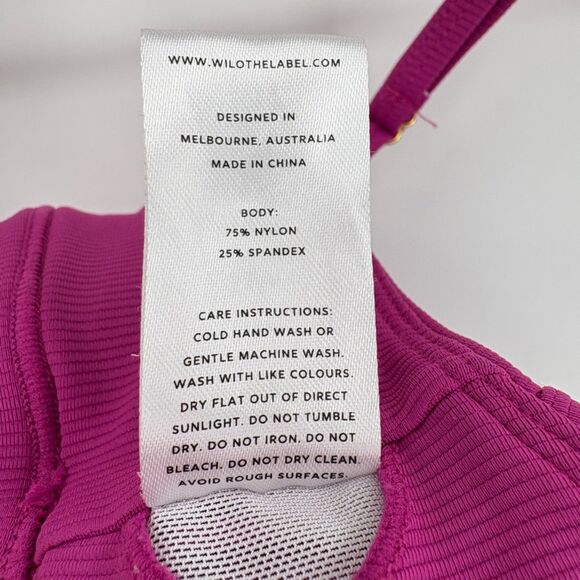 WWW.WILOTHELABEL.COM
DESIGNED IN
MELBOURNE, AUSTRALIA
MADE IN CHINA
BODY:
75% NYLON
25% SPANDEX
CARE INSTRUCTIONS:
COLD HAND WASH OR
GENTLE MACHINE WASH.
WASH WITH LIKE COLOURS.
DRY FLAT OUT OF DIRECT
SUNLIGHT. DO NOT TUMBLE
DRY. DO NOT IRON. DO NOT
BLEACH. DO NOT DRY CLEAN.
AVOID ROUGH SURFACES.